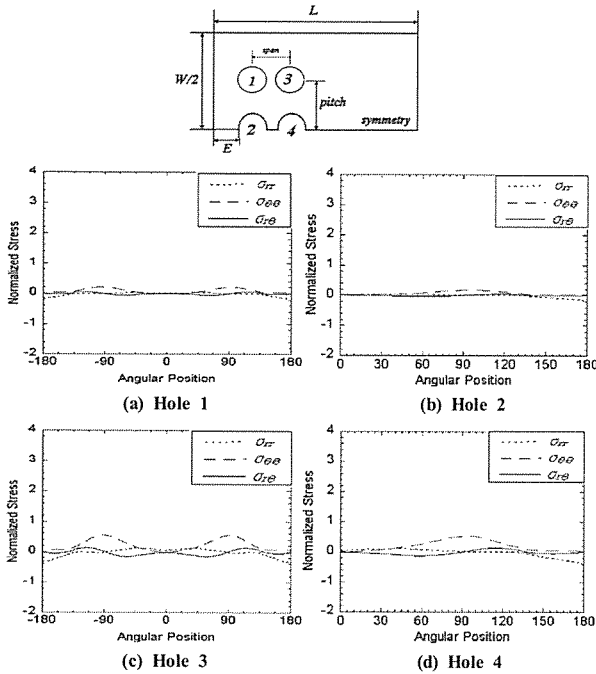 L
span
W/2
1
3
pitch
2
4
symmetry
E
4
3
2
1
0
-1
-2
Normalized Stress
σrr
σθθ
σrθ
-180 -90 0 90 180
Angular Position
(a) Hole 1
4
3
2
1
0
-1
-2
Normalized Stress
σrr
σθθ
σrθ
0 30 60 90 120 150 180
Angular Position
(b) Hole 2
4
3
2
1
0
-1
-2
Normalized Stress
σrr
σθθ
σrθ
-180 -90 0 90 180
Angular Position
(c) Hole 3
4
3
2
1
0
-1
-2
Normalized Stress
σrr
σθθ
σrθ
0 30 60 90 120 150 180
Angular Position
(d) Hole 4